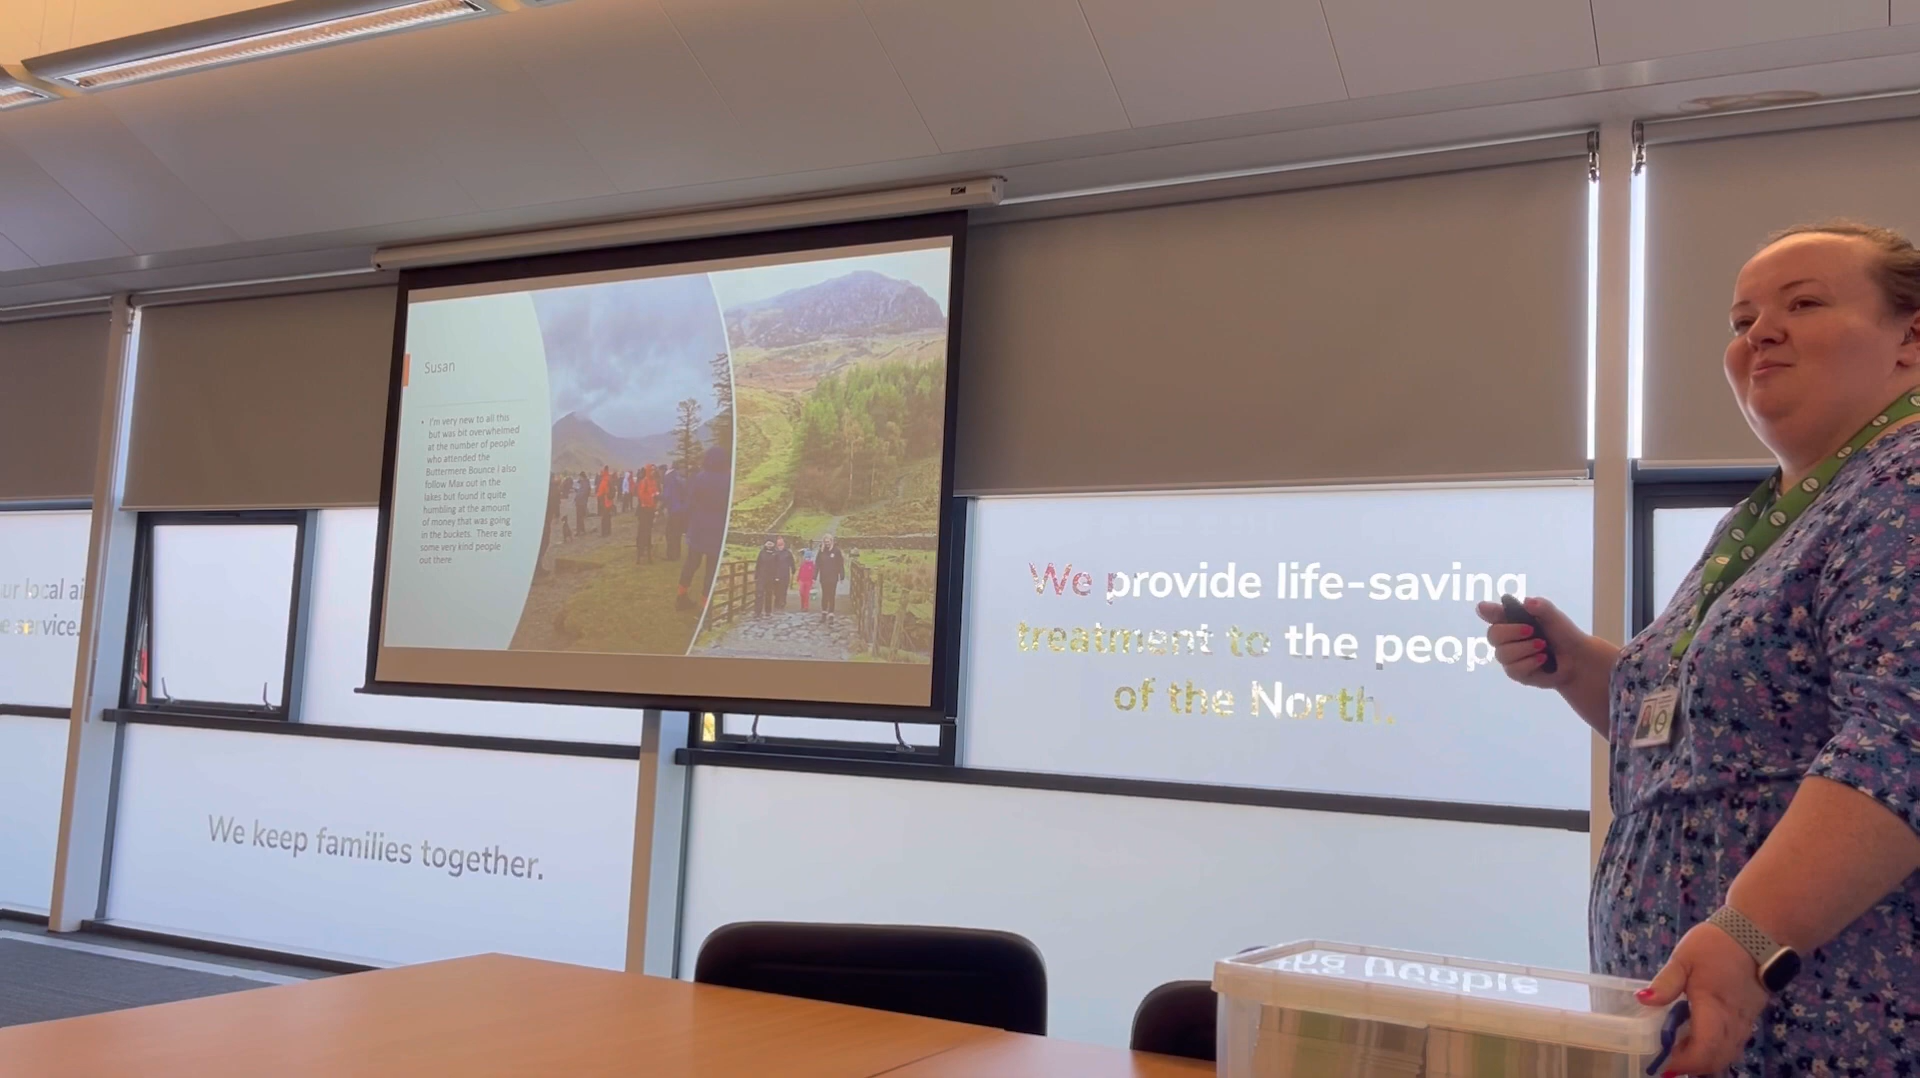 Susan
• I'm very new to all this
but was bit overwhelmed
at the number of people
who attended the
Buttermere Bounce I also
follow Max out in the
lakes but found it quite
humbling at the amount
of money that was going
in the buckets. There are
some very kind people
out there
ur local ai
e service.
We keep families together.
We provide life-saving
treatment to the peop
of the North.
the people